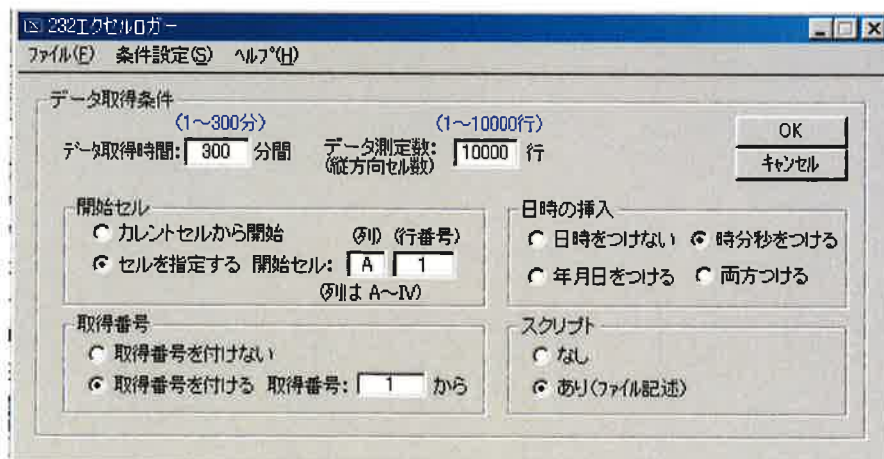 232エクセルロガー
ファイル(F) 条件設定(S) ヘルプ(H)
データ取得条件
(1～300分) (1～10000行)
データ取得時間: 300 分間 データ測定数: 10000 行
(縦方向セル数)
OK
キャンセル
開始セル
カレントセルから開始 (列) (行番号)
セルを指定する 開始セル: A 1
(列は A～IV)
日時の挿入
日時をつけない 時分秒をつける
年月日をつける 両方つける
取得番号
取得番号を付けない
取得番号を付ける 取得番号: 1 から
スクリプト
なし
あり(ファイル記述)